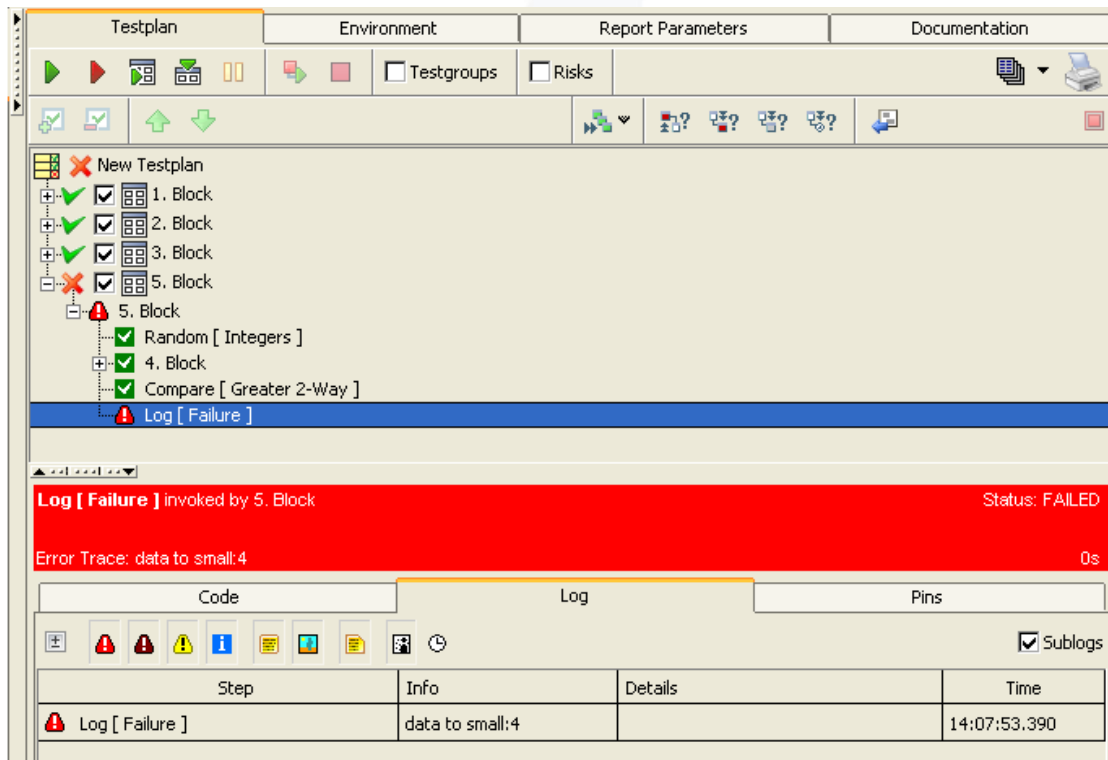 Testplan Environment Report Parameters Documentation
Testgroups Risks
New Testplan
1. Block
2. Block
3. Block
5. Block
5. Block
Random [ Integers ]
4. Block
Compare [ Greater 2-Way ]
Log [ Failure ]
Log [ Failure ] invoked by 5. Block Status: FAILED
Error Trace: data to small:4 0s
Code Log Pins
Sublogs
Step Info Details Time
Log [ Failure ] data to small:4 14:07:53.390